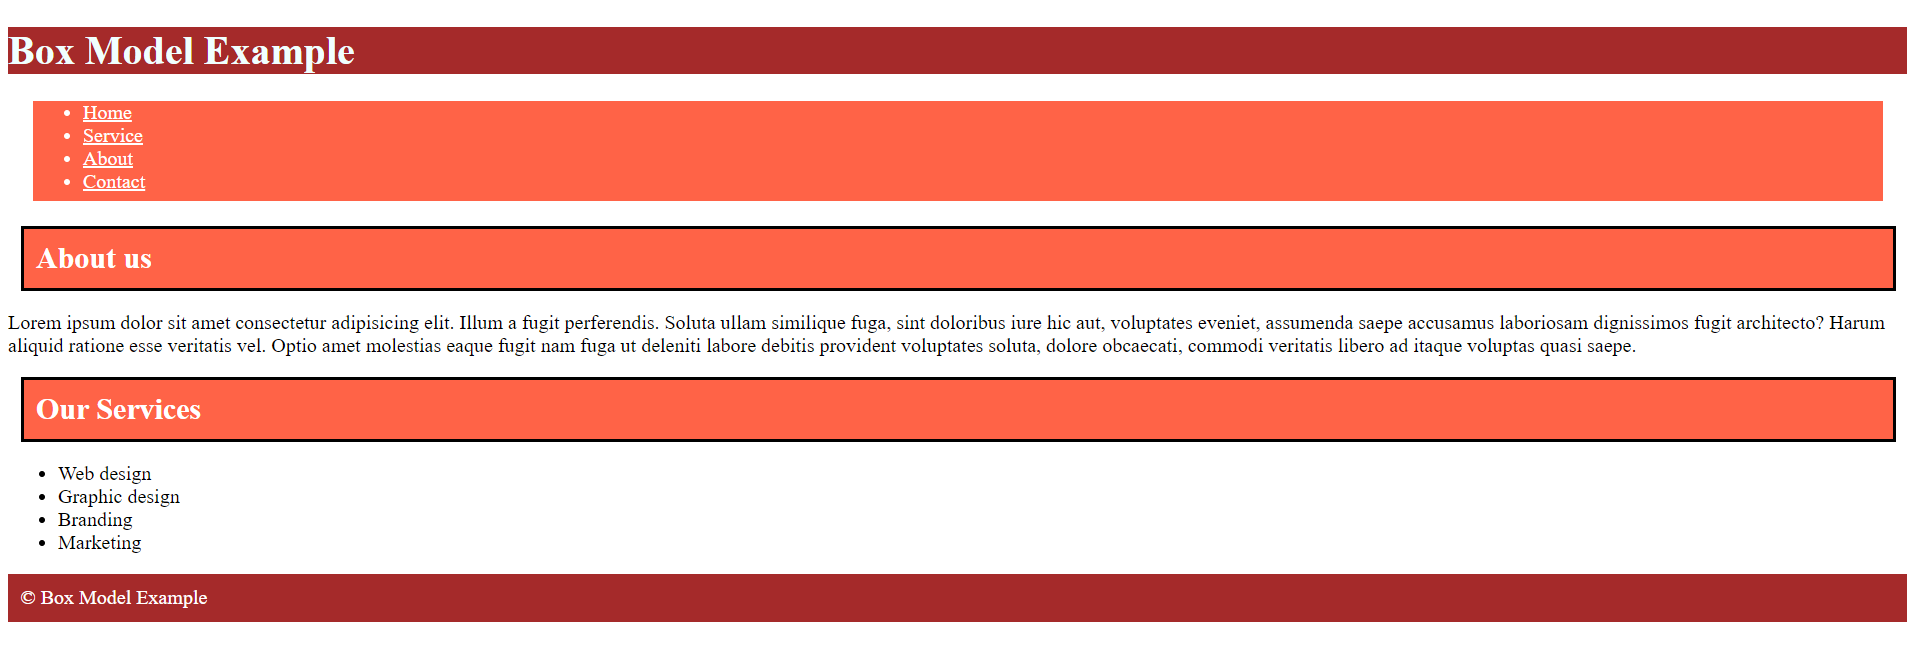 Box Model Example
Home
Service
About
Contact
About us
Lorem ipsum dolor sit amet consectetur adipisicing elit. Illum a fugit perferendis. Soluta ullam similique fuga, sint doloribus iure hic aut, voluptates eveniet, assumenda saepe accusamus laboriosam dignissimos fugit architecto? Harum
aliquid ratione esse veritatis vel. Optio amet molestias eaque fugit nam fuga ut deleniti labore debitis provident voluptates soluta, dolore obcaecati, commodi veritatis libero ad itaque voluptas quasi saepe.
Our Services
Web design
Graphic design
Branding
Marketing
© Box Model Example